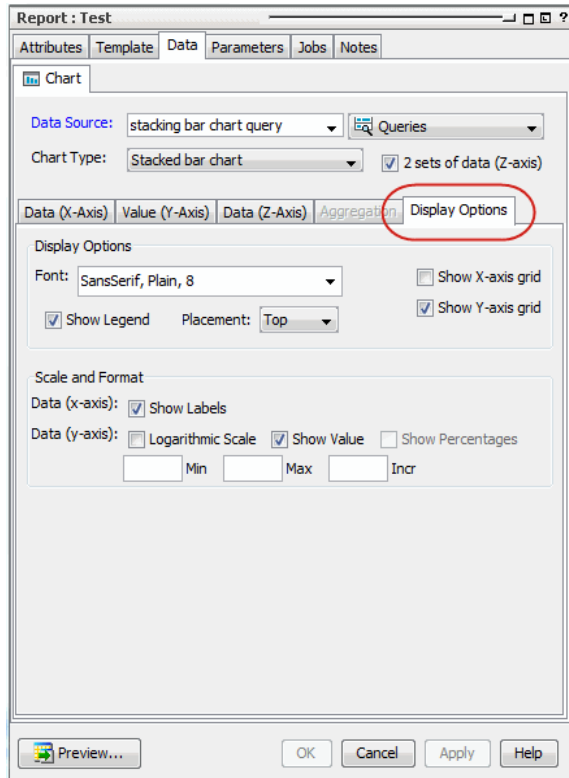 Report : Test ?
Attributes Template Data Parameters Jobs Notes
Chart
Data Source: stacking bar chart query Queries
Chart Type: Stacked bar chart 2 sets of data (Z-axis)
Data (X-Axis) Value (Y-Axis) Data (Z-Axis) Aggregation Display Options
Display Options
Font: SansSerif, Plain, 8 Show X-axis grid
Show Legend Placement: Top Show Y-axis grid
Scale and Format
Data (x-axis): Show Labels
Data (y-axis): Logarithmic Scale Show Value Show Percentages
Min Max Incr
Preview... OK Cancel Apply Help